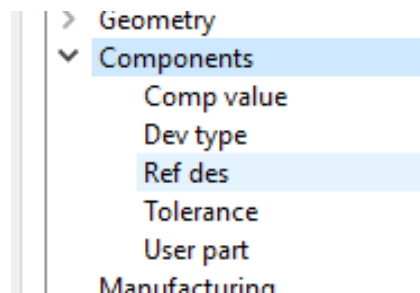 Geometry
Components
Comp value
Dev type
Ref des
Tolerance
User part
Manufacturing